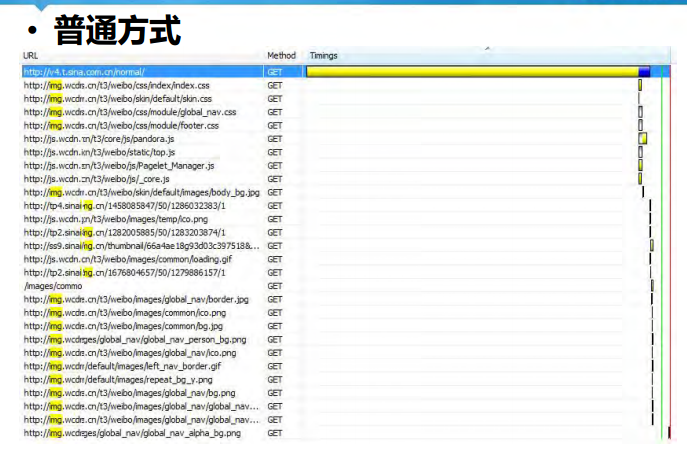 • 普通方式
URL Method Timings
http://v4.t.sina.com.cn/normal/ GET
http://img.wcdn.cn/t3/weibo/css/index/index.css GET
http://img.wcdn.cn/t3/weibo/skin/default/skin.css GET
http://img.wcdn.cn/t3/weibo/css/module/global_nav.css GET
http://img.wcdn.cn/t3/weibo/css/module/footer.css GET
http://js.wcdn.cn/t3/core/js/pandora.js GET
http://js.wcdn.cn/t3/weibo/static/top.js GET
http://js.wcdn.cn/t3/weibo/js/Pagelet_Manager.js GET
http://js.wcdn.cn/t3/weibo/js/_core.js GET
http://img.wcdn.cn/t3/weibo/skin/default/images/body_bg.jpg GET
http://tp4.sinaimg.cn/1458085847/50/1286032383/1 GET
http://js.wcdn.cn/t3/weibo/images/temp/ico.png GET
http://tp2.sinaimg.cn/1282005885/50/1283203874/1 GET
http://ss9.sinaimg.cn/thumbnail/66a4ae18g93d03c397518&... GET
http://js.wcdn.cn/t3/weibo/images/common/loading.gif GET
http://tp2.sinaimg.cn/1676804657/50/1279886157/1 GET
/images/commo GET
http://img.wcdn.cn/t3/weibo/images/global_nav/border.jpg GET
http://img.wcdn.cn/t3/weibo/images/common/ico.png GET
http://img.wcdn.cn/t3/weibo/images/common/bg.jpg GET
http://img.wcdrges/global_nav/global_nav_person_bg.png GET
http://img.wcdn.cn/t3/weibo/images/global_nav/ico.png GET
http://img.wcdn/default/images/left_nav_border.gif GET
http://img.wcdn/default/images/repeat_bg_y.png GET
http://img.wcdn.cn/t3/weibo/images/global_nav/bg.png GET
http://img.wcdn.cn/t3/weibo/images/global_nav/global_nav... GET
http://img.wcdn.cn/t3/weibo/images/global_nav/global_nav... GET
http://img.wcdnges/global_nav/global_nav_alpha_bg.png GET